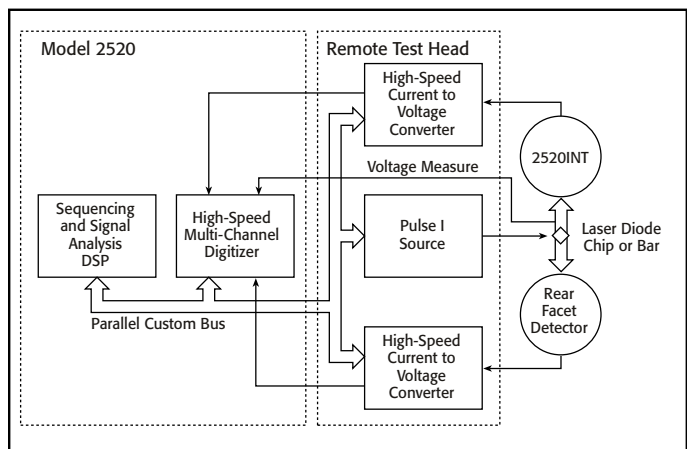 Model 2520
Remote Test Head
High-Speed
Current to
Voltage
Converter
2520INT
Voltage Measure
Sequencing
and Signal
Analysis
DSP
High-Speed
Multi-Channel
Digitizer
Pulse I
Source
Laser Diode
Chip or Bar
Parallel Custom Bus
Rear
Facet
Detector
High-Speed
Current to
Voltage
Converter